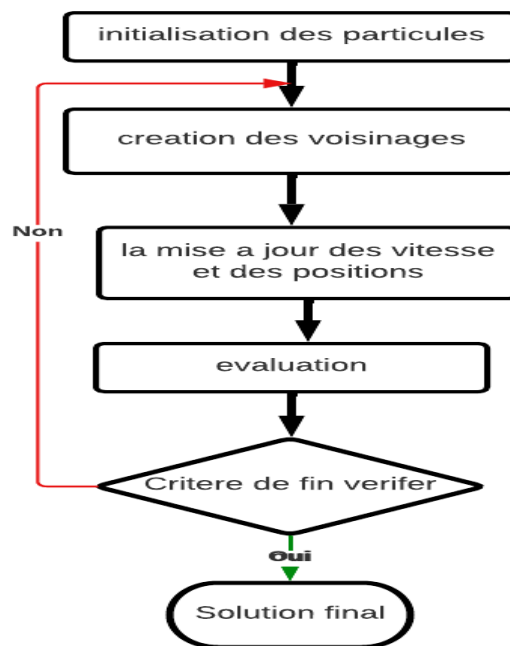 initialisation des particules
creation des voisinages
Non
la mise a jour des vitesse
et des positions
evaluation
Critere de fin verifer
Oui
Solution final